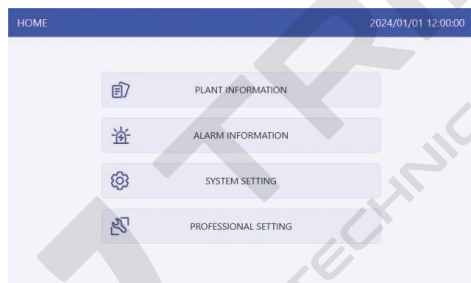 HOME
2024/01/01 12:00:00
PLANT INFORMATION
ALARM INFORMATION
SYSTEM SETTING
PROFESSIONAL SETTING